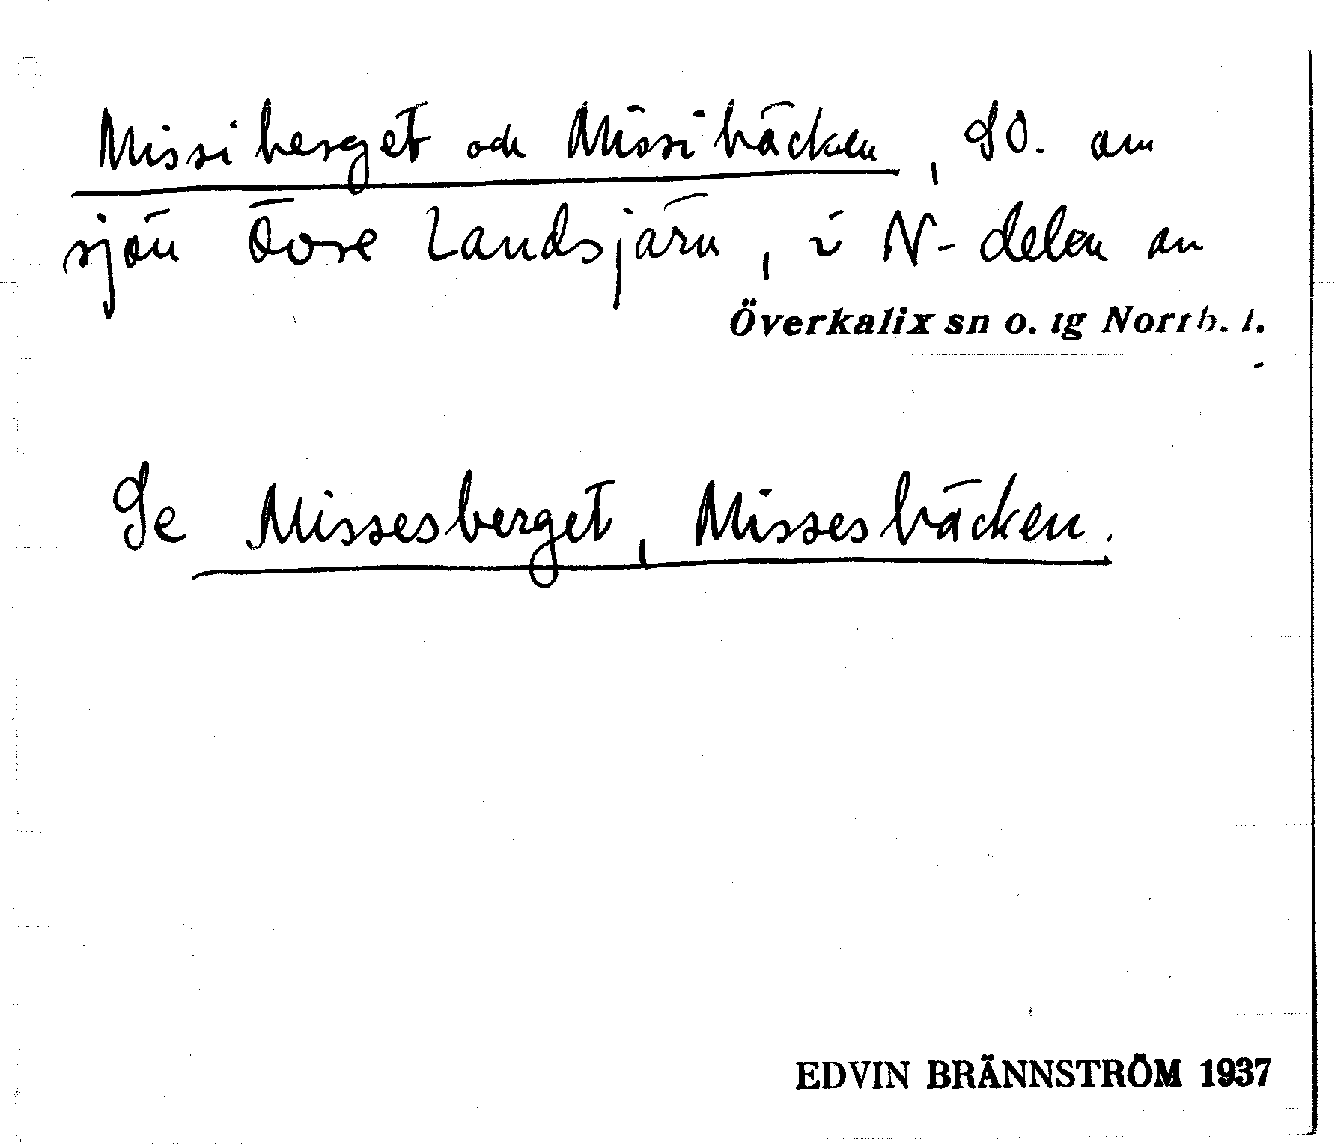 Missiberget och Missibäcken, SO. om
sjön Övre Landsjärv, i N-delen av
Överkalix sn o. tg Norrb. l.
Se Missesberget, Missesbäcken.
EDVIN BRÄNNSTRÖM 1937